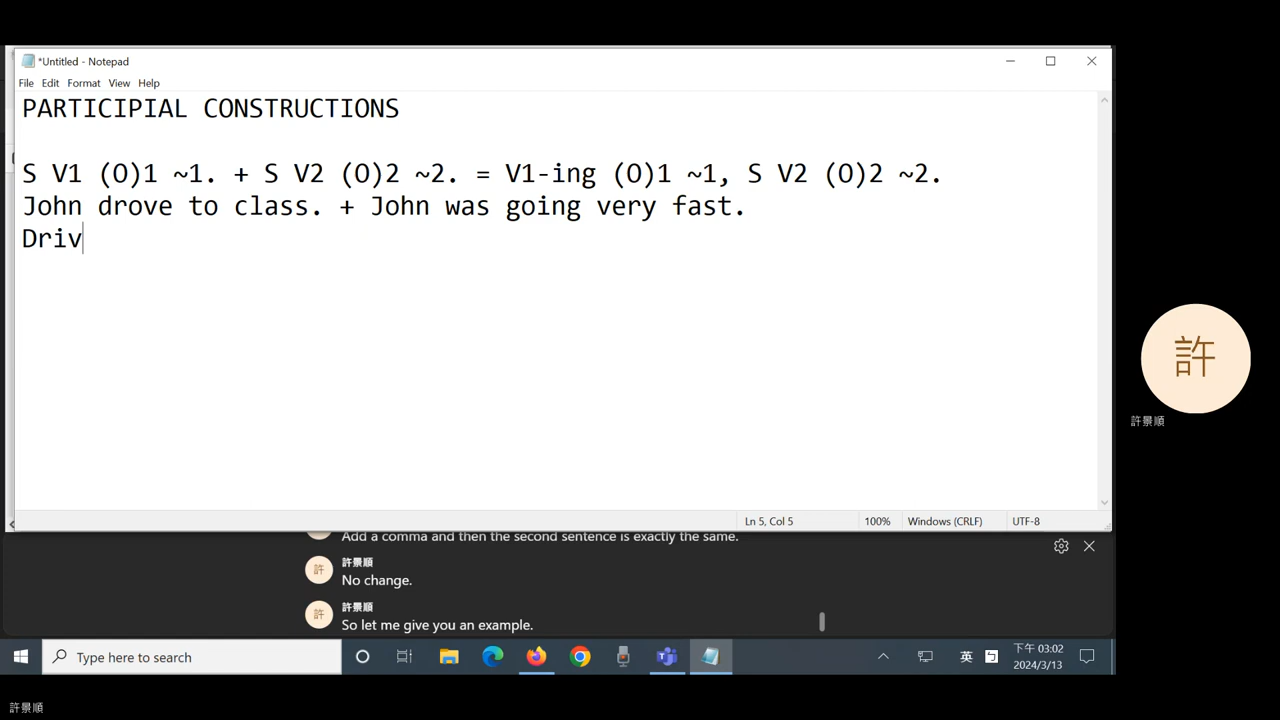 *Untitled - Notepad
File Edit Format View Help
PARTICIPIAL CONSTRUCTIONS
S V1 (O)1 ~1. + S V2 (O)2 ~2. = V1-ing (O)1 ~1, S V2 (O)2 ~2.
John drove to class. + John was going very fast.
Driv
Ln 5, Col 5 100% Windows (CRLF) UTF-8
Add a comma and then the second sentence is exactly the same.
許 許景順
No change.
許 許景順
So let me give you an example.
許
許景順
Type here to search
英 下午 03:02
2024/3/13
許景順